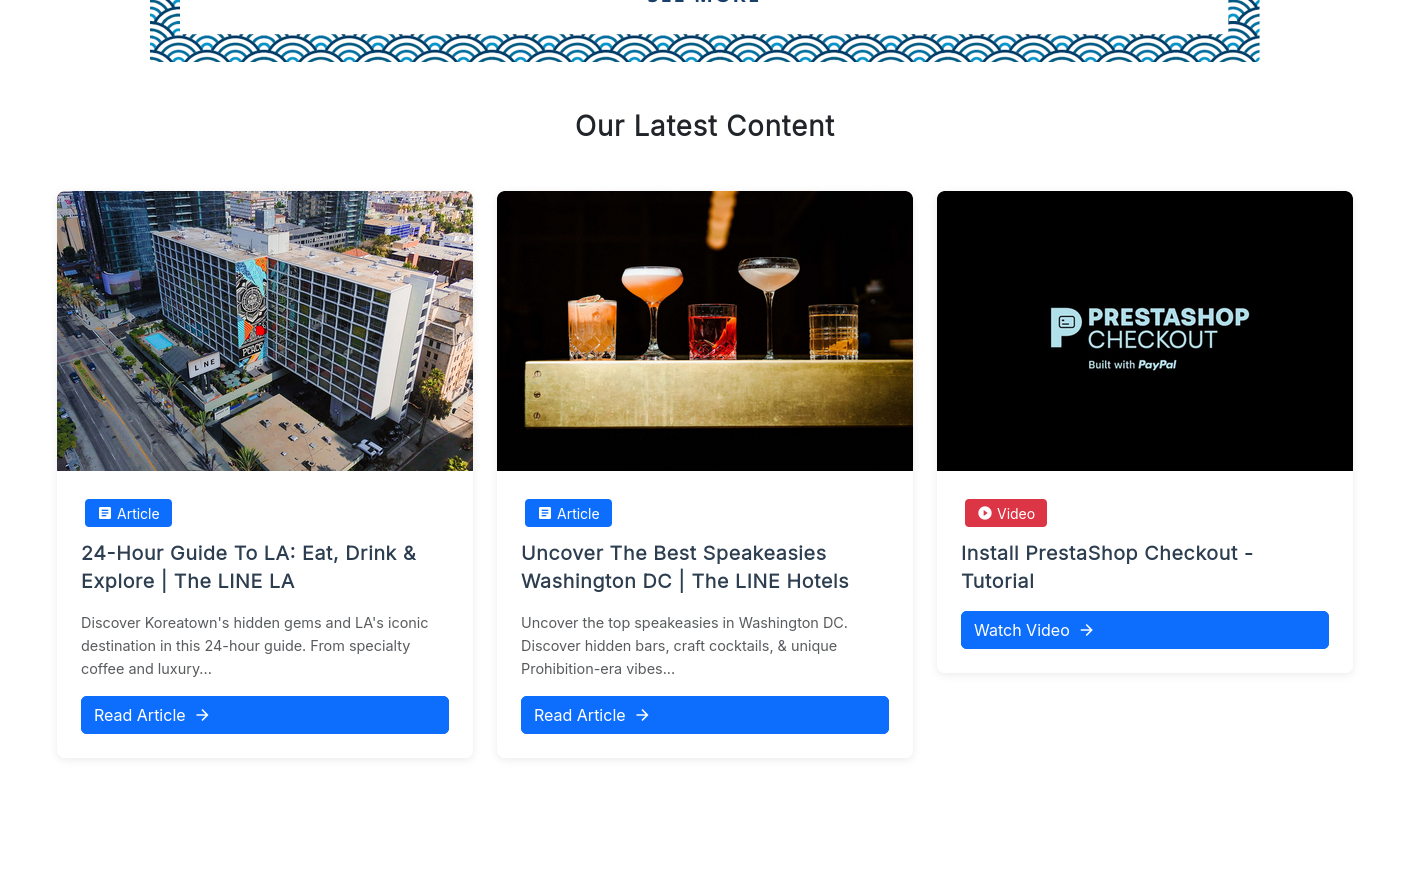 SEE MORE
Our Latest Content
LINE
PEACE
PRESTASHOP
CHECKOUT
Built with PayPal
Article
24-Hour Guide To LA: Eat, Drink &
Explore | The LINE LA
Discover Koreatown's hidden gems and LA's iconic
destination in this 24-hour guide. From specialty
coffee and luxury...
Read Article
Article
Uncover The Best Speakeasies
Washington DC | The LINE Hotels
Uncover the top speakeasies in Washington DC.
Discover hidden bars, craft cocktails, & unique
Prohibition-era vibes...
Read Article
Video
Install PrestaShop Checkout -
Tutorial
Watch Video